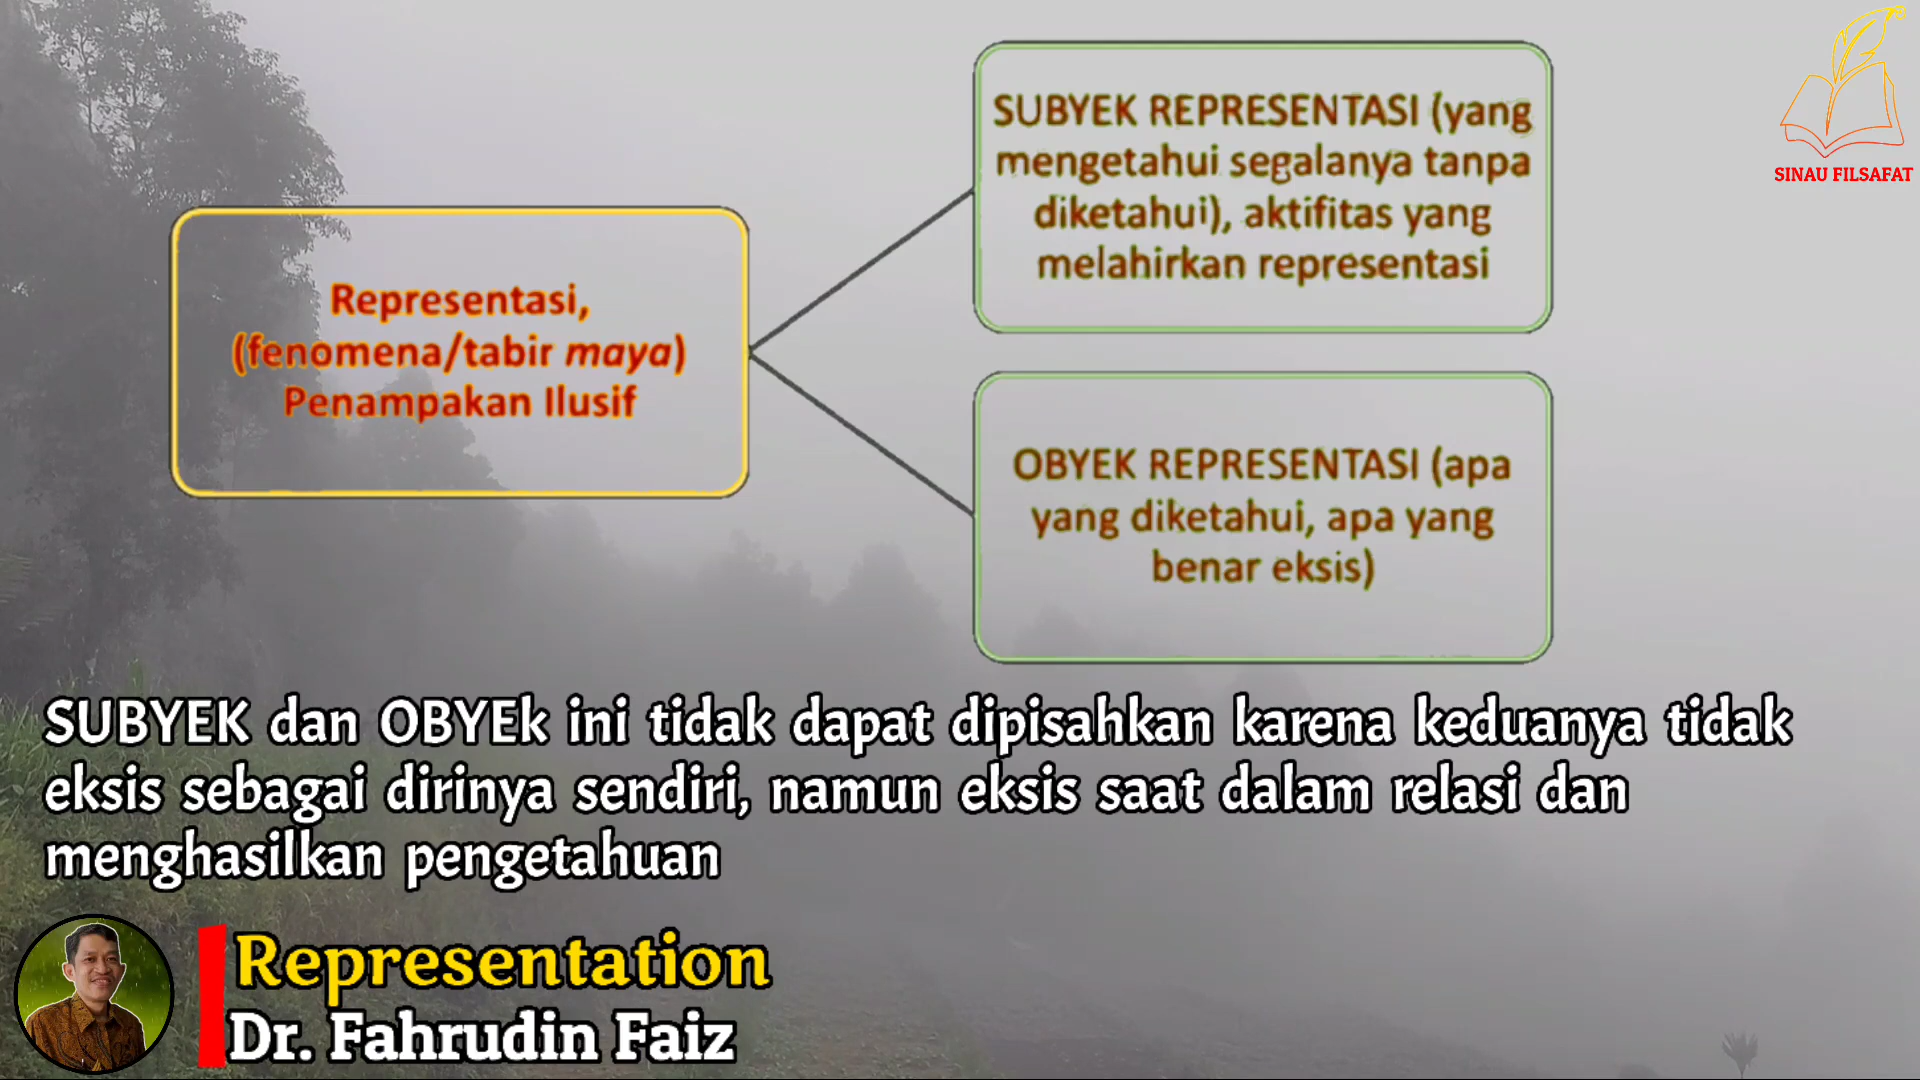 Representasi,
(fenomena/tabir maya)
Penampakan Ilusif
SUBYEK REPRESENTASI (yang
mengetahui segalanya tanpa
diketahui), aktifitas yang
melahirkan representasi
OBYEK REPRESENTASI (apa
yang diketahui, apa yang
benar eksis)
SINAU FILSAFAT
SUBYEK dan OBYEk ini tidak dapat dipisahkan karena keduanya tidak
eksis sebagai dirinya sendiri, namun eksis saat dalam relasi dan
menghasilkan pengetahuan
Representation
Dr. Fahrudin Faiz